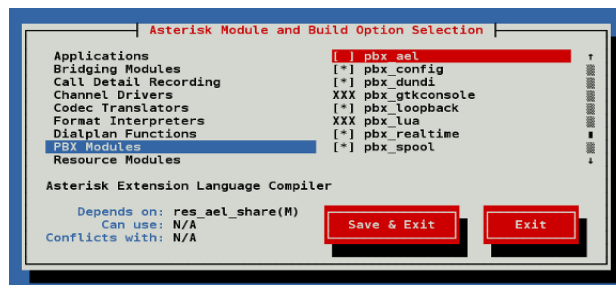 Asterisk Module and Build Option Selection
Applications [ ] pbx_ael
Bridging Modules [*] pbx_config
Call Detail Recording [*] pbx_dundi
Channel Drivers XXX pbx_gtkconsole
Codec Translators [*] pbx_loopback
Format Interpreters XXX pbx_lua
Dialplan Functions [*] pbx_realtime
PBX Modules [*] pbx_spool
Resource Modules
Asterisk Extension Language Compiler
Depends on: res_ael_share(M)
Can use: N/A
Conflicts with: N/A
Save & Exit Exit